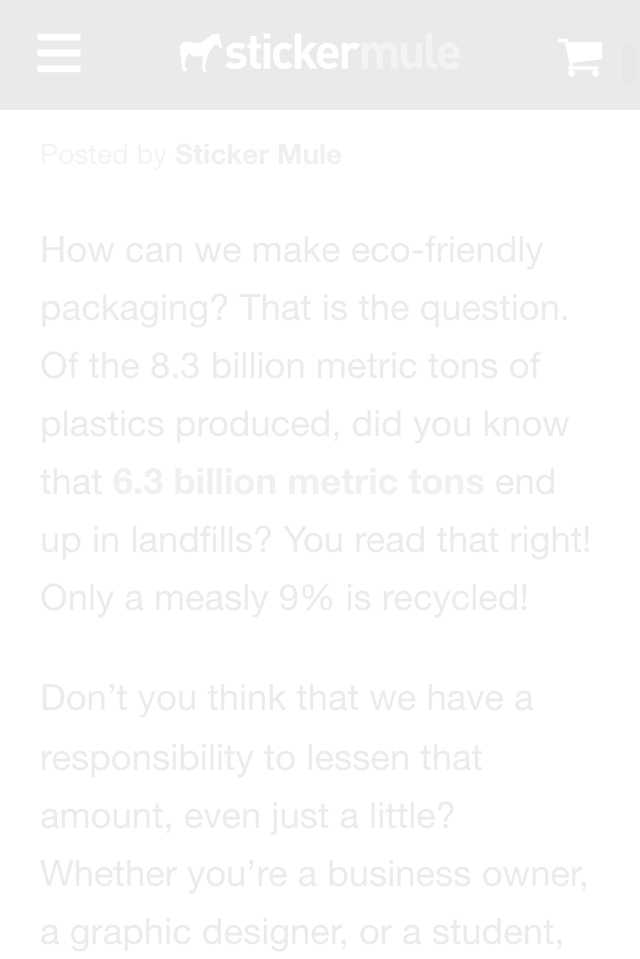 stickermule
Posted by Sticker Mule
How can we make eco-friendly
packaging? That is the question.
Of the 8.3 billion metric tons of
plastics produced, did you know
that 6.3 billion metric tons end
up in landfills? You read that right!
Only a measly 9% is recycled!
Don’t you think that we have a
responsibility to lessen that
amount, even just a little?
Whether you’re a business owner,
a graphic designer, or a student,